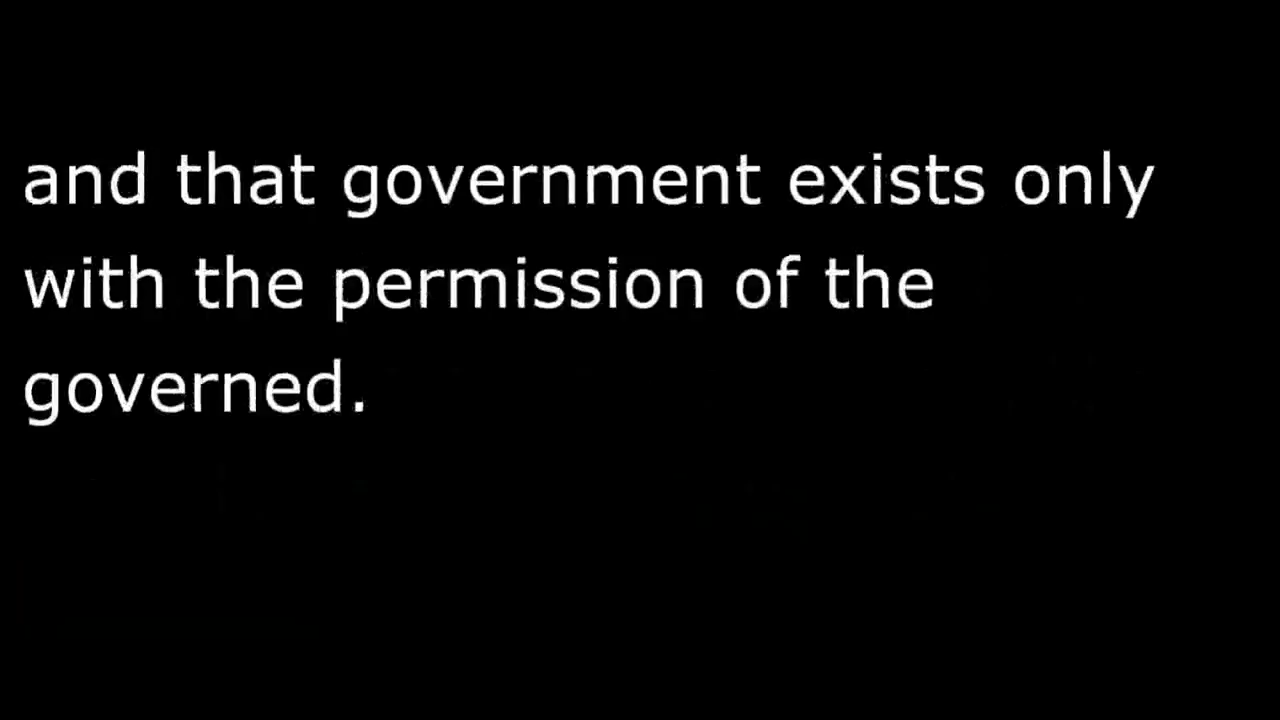 and that government exists only
with the permission of the
governed.